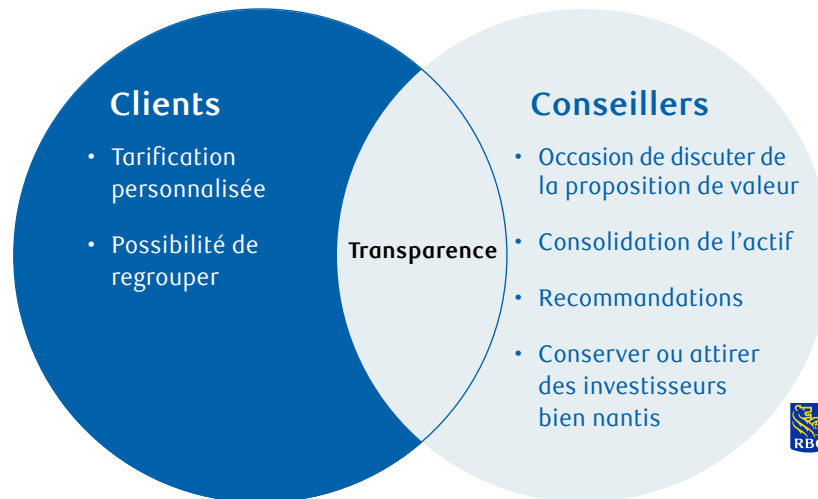 Clients
• Tarification
personnalisée
• Possibilité de
regrouper
Transparence
Conseillers
• Occasion de discuter de
la proposition de valeur
• Consolidation de l’actif
• Recommandations
• Conserver ou attirer
des investisseurs
bien nantis